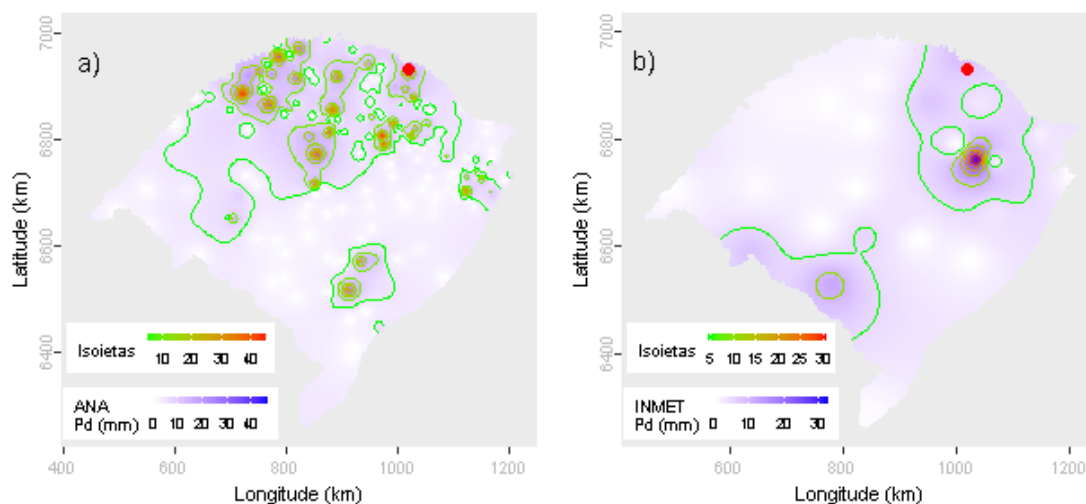 a)
7000
6800
6600
6400
Latitude (km)
Isoietas
10 20 30 40
ANA
Pd (mm) 0 10 20 30 40
400 600 800 1000 1200
Longitude (km)
b)
7000
6800
6600
6400
Latitude (km)
Isoietas
5 10 15 20 25 30
INMET
Pd (mm) 0 10 20 30
600 800 1000 1200
Longitude (km)